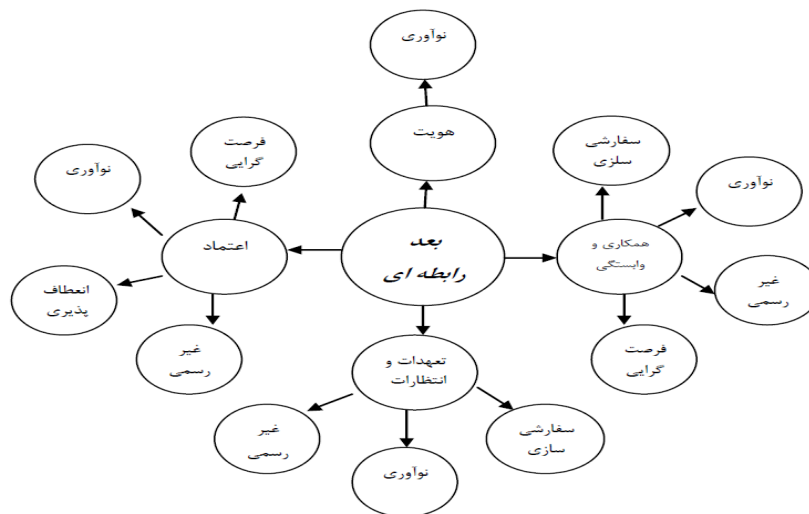 نوآوری
هویت
فرصت
گرایی
نوآوری
اعتماد
انعطاف
پذیری
غیر
رسمی
بعد
رابطه ای
سفارشی
سلزی
نوآوری
همکاری و
وابستگی
غیر
رسمی
فرصت
گرایی
تعهدات و
انتظارات
غیر
رسمی
نوآوری
سفارشی
سازی